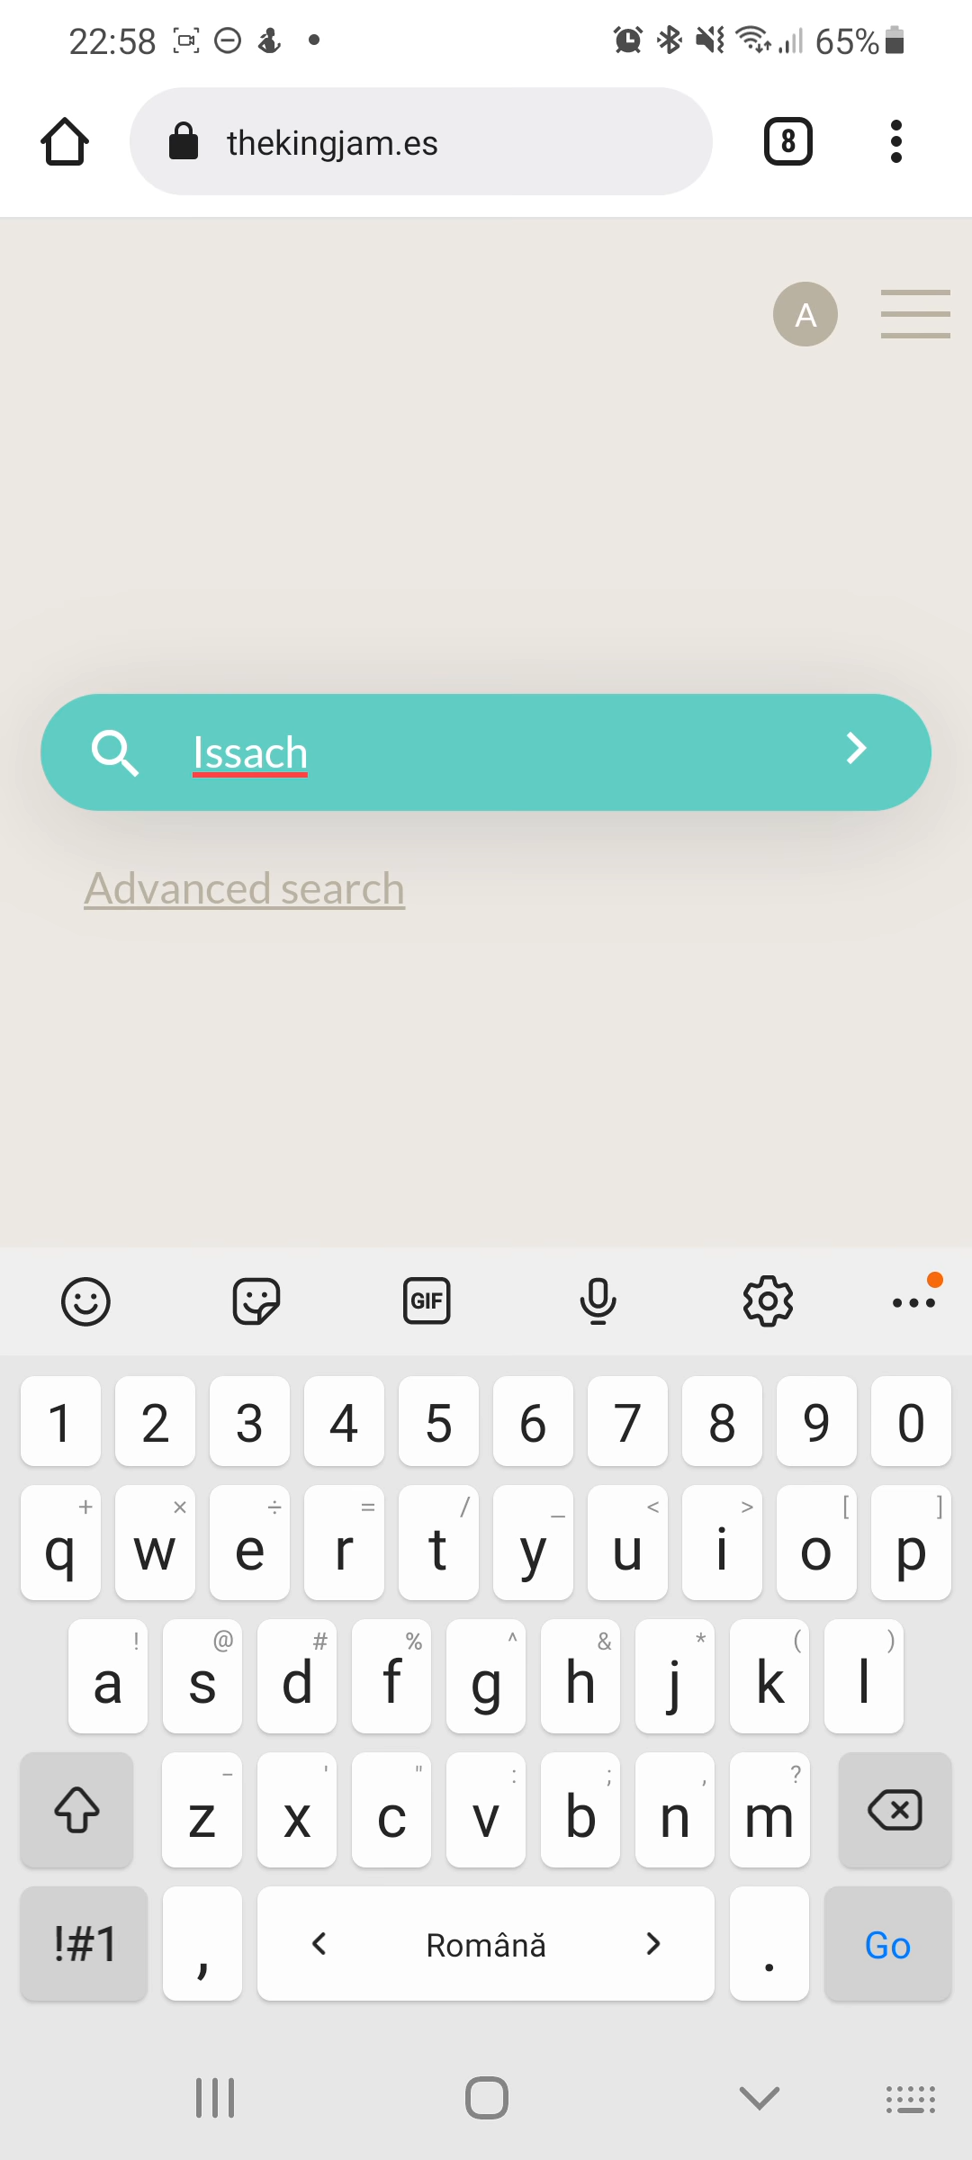 22:58
65%
thekingjam.es
8
A
Issach
Advanced search
GIF
1 2 3 4 5 6 7 8 9 0
+ × ÷ = / _ < > [ ]
q w e r t y u i o p
! @ # % ^ & * ( )
a s d f g h j k l
- ' " : ; , ?
z x c v b n m
!#1 , < Română > . Go